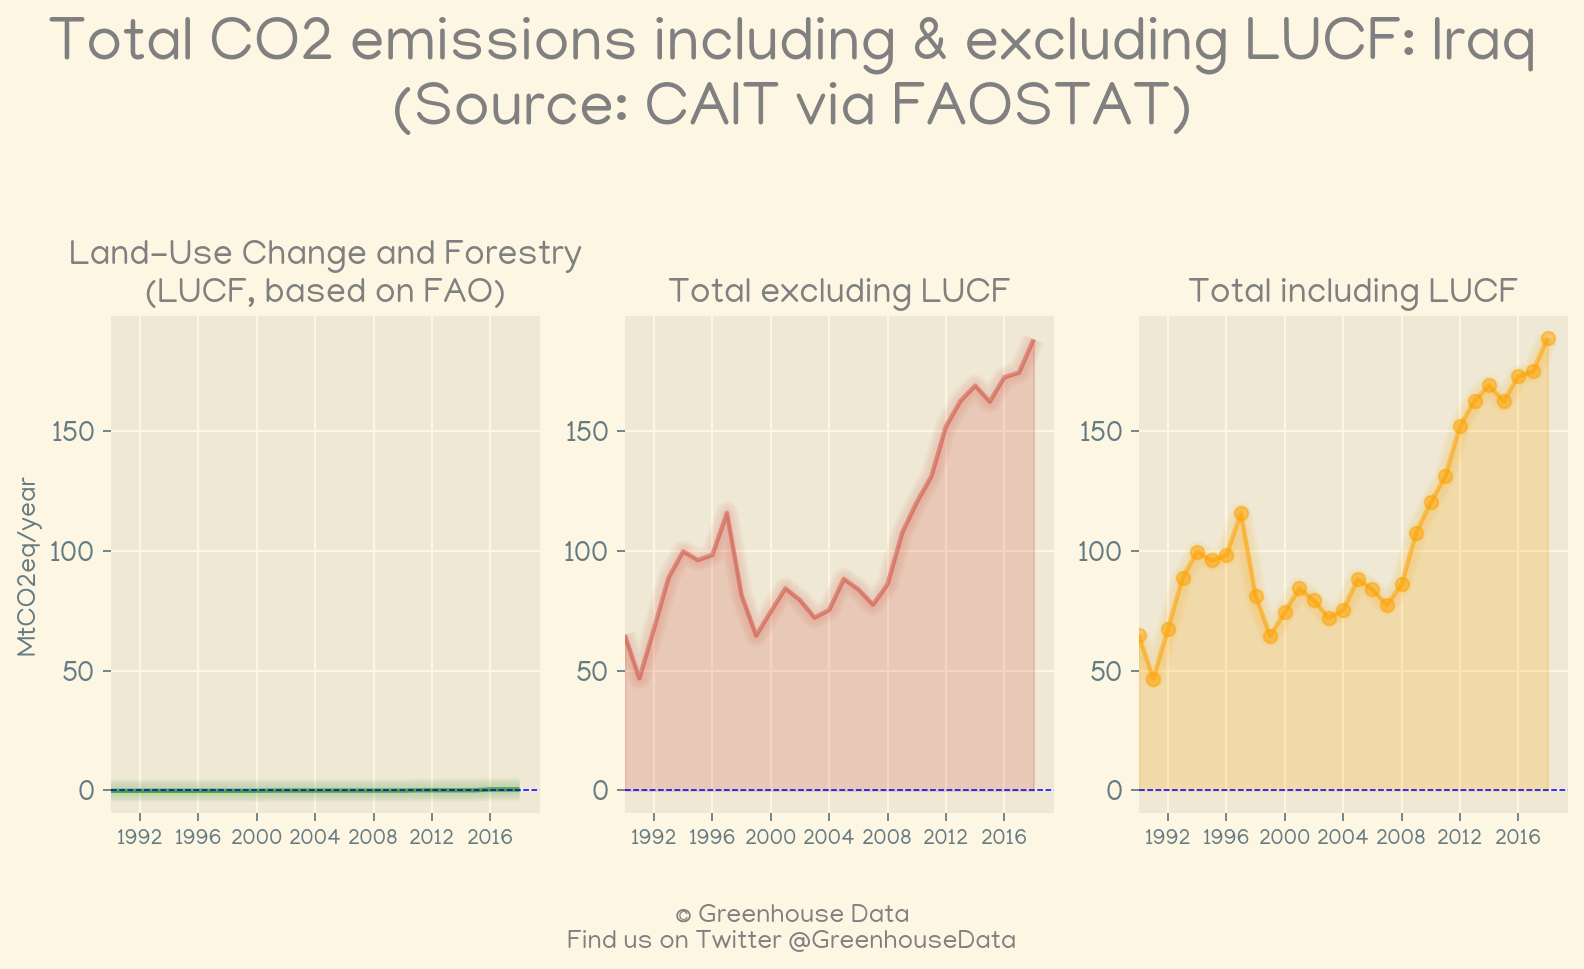 Total CO2 emissions including & excluding LUCF: Iraq
(Source: CAIT via FAOSTAT)
Land-Use Change and Forestry
(LUCF, based on FAO)
Total excluding LUCF
Total including LUCF
MtCO2eq/year
150
100
50
0
150
100
50
0
150
100
50
0
1992 1996 2000 2004 2008 2012 2016
1992 1996 2000 2004 2008 2012 2016
1992 1996 2000 2004 2008 2012 2016
© Greenhouse Data
Find us on Twitter @GreenhouseData